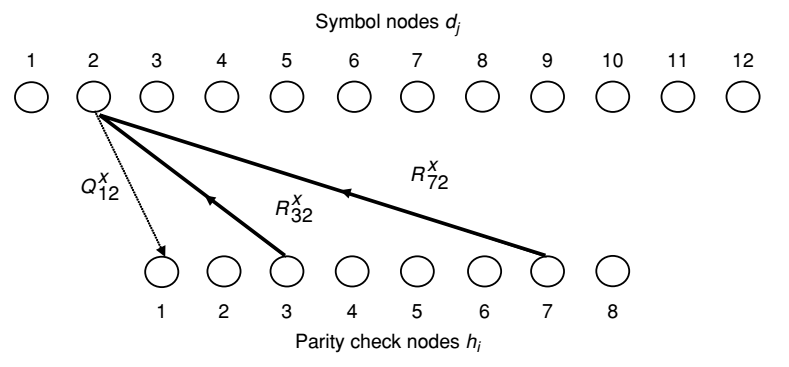 Symbol nodes d_j
1 2 3 4 5 6 7 8 9 10 11 12
R^x_72
Q^x_12
R^x_32
1 2 3 4 5 6 7 8
Parity check nodes h_i